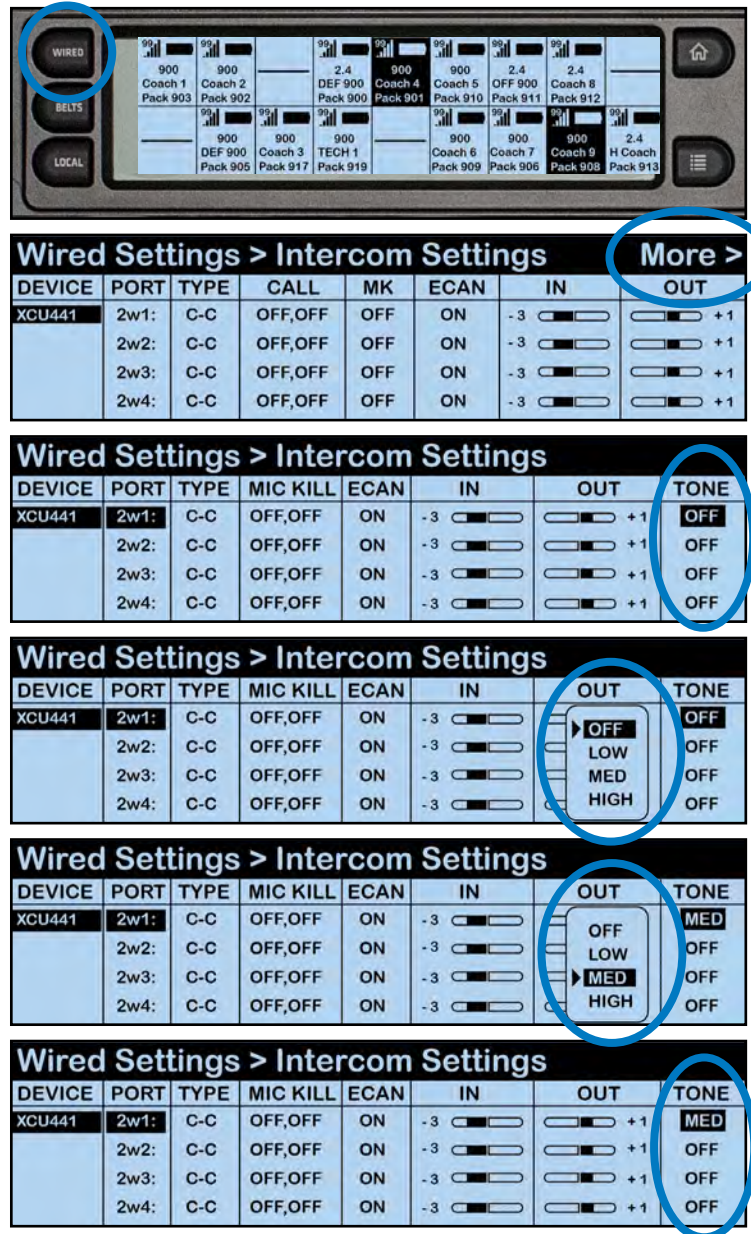 WIRED
BELTS
LOCAL
99 99 99 99 99 99 99
900 900 2.4 900 900 2.4 2.4
Coach 1 Coach 2 DEF 900 Coach 4 Coach 5 OFF 900 Coach 8
Pack 903 Pack 902 Pack 900 Pack 901 Pack 910 Pack 911 Pack 912
99 99 99 99 99 99 99
900 900 900 900 900 900 2.4
DEF 900 Coach 3 TECH 1 Coach 6 Coach 7 Coach 9 H Coach
Pack 905 Pack 917 Pack 919 Pack 909 Pack 906 Pack 908 Pack 913
Wired Settings > Intercom Settings More >
DEVICE PORT TYPE CALL MK ECAN IN OUT
XCU441 2w1: C-C OFF,OFF OFF ON -3 +1
2w2: C-C OFF,OFF OFF ON -3 +1
2w3: C-C OFF,OFF OFF ON -3 +1
2w4: C-C OFF,OFF OFF ON -3 +1
Wired Settings > Intercom Settings
DEVICE PORT TYPE MIC KILL ECAN IN OUT TONE
XCU441 2w1: C-C OFF,OFF ON -3 +1 OFF
2w2: C-C OFF,OFF ON -3 +1 OFF
2w3: C-C OFF,OFF ON -3 +1 OFF
2w4: C-C OFF,OFF ON -3 +1 OFF
Wired Settings > Intercom Settings
DEVICE PORT TYPE MIC KILL ECAN IN OUT TONE
XCU441 2w1: C-C OFF,OFF ON -3 OFF OFF
2w2: C-C OFF,OFF ON -3 LOW OFF
2w3: C-C OFF,OFF ON -3 MED OFF
2w4: C-C OFF,OFF ON -3 HIGH OFF
Wired Settings > Intercom Settings
DEVICE PORT TYPE MIC KILL ECAN IN OUT TONE
XCU441 2w1: C-C OFF,OFF ON -3 OFF MED
2w2: C-C OFF,OFF ON -3 LOW OFF
2w3: C-C OFF,OFF ON -3 MED OFF
2w4: C-C OFF,OFF ON -3 HIGH OFF
Wired Settings > Intercom Settings
DEVICE PORT TYPE MIC KILL ECAN IN OUT TONE
XCU441 2w1: C-C OFF,OFF ON -3 +1 MED
2w2: C-C OFF,OFF ON -3 +1 OFF
2w3: C-C OFF,OFF ON -3 +1 OFF
2w4: C-C OFF,OFF ON -3 +1 OFF